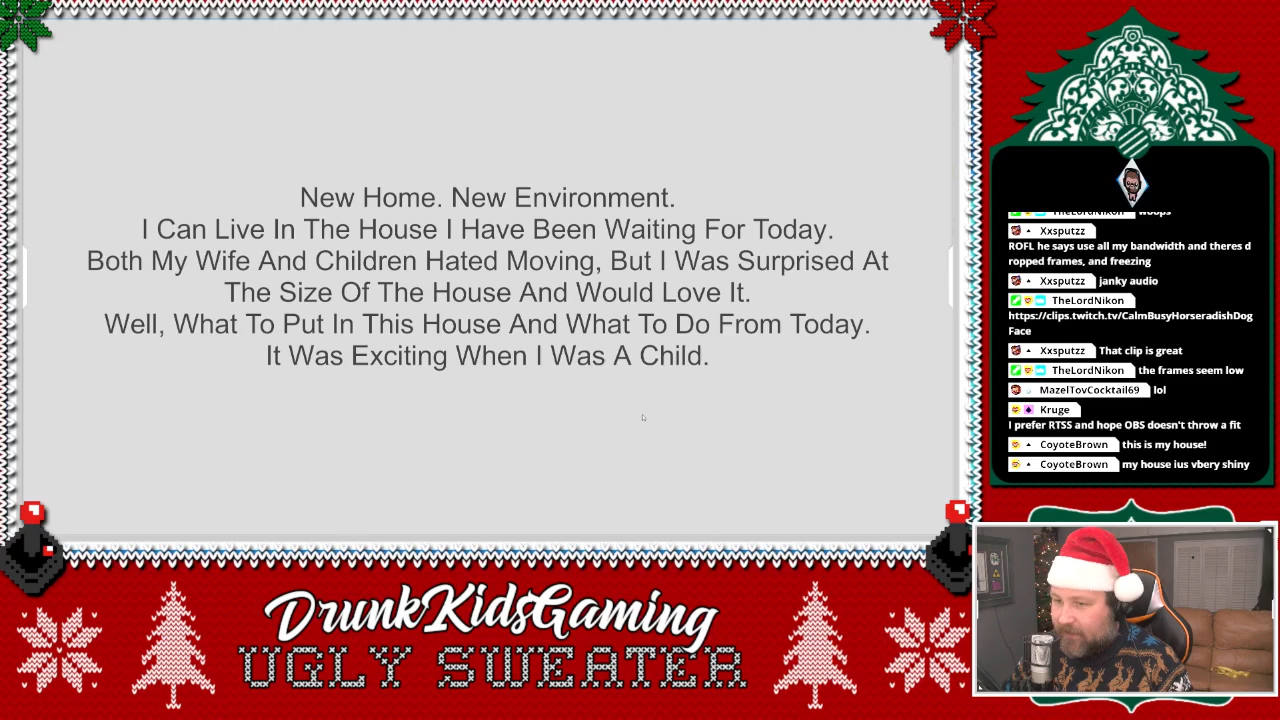 New Home. New Environment.
I Can Live In The House I Have Been Waiting For Today.
Both My Wife And Children Hated Moving, But I Was Surprised At
The Size Of The House And Would Love It.
Well, What To Put In This House And What To Do From Today.
It Was Exciting When I Was A Child.
TheLordNikon woops
Xxsputzz
ROFL he says use all my bandwidth and theres d
ropped frames, and freezing
Xxsputzz janky audio
TheLordNikon
https://clips.twitch.tv/CalmBusyHorseradishDog
Face
Xxsputzz That clip is great
TheLordNikon the frames seem low
MazelTovCocktail69 lol
Kruge
I prefer RTSS and hope OBS doesn't throw a fit
CoyoteBrown this is my house!
CoyoteBrown my house ius vbery shiny
DrunkKidsGaming
UGLY SWEATER